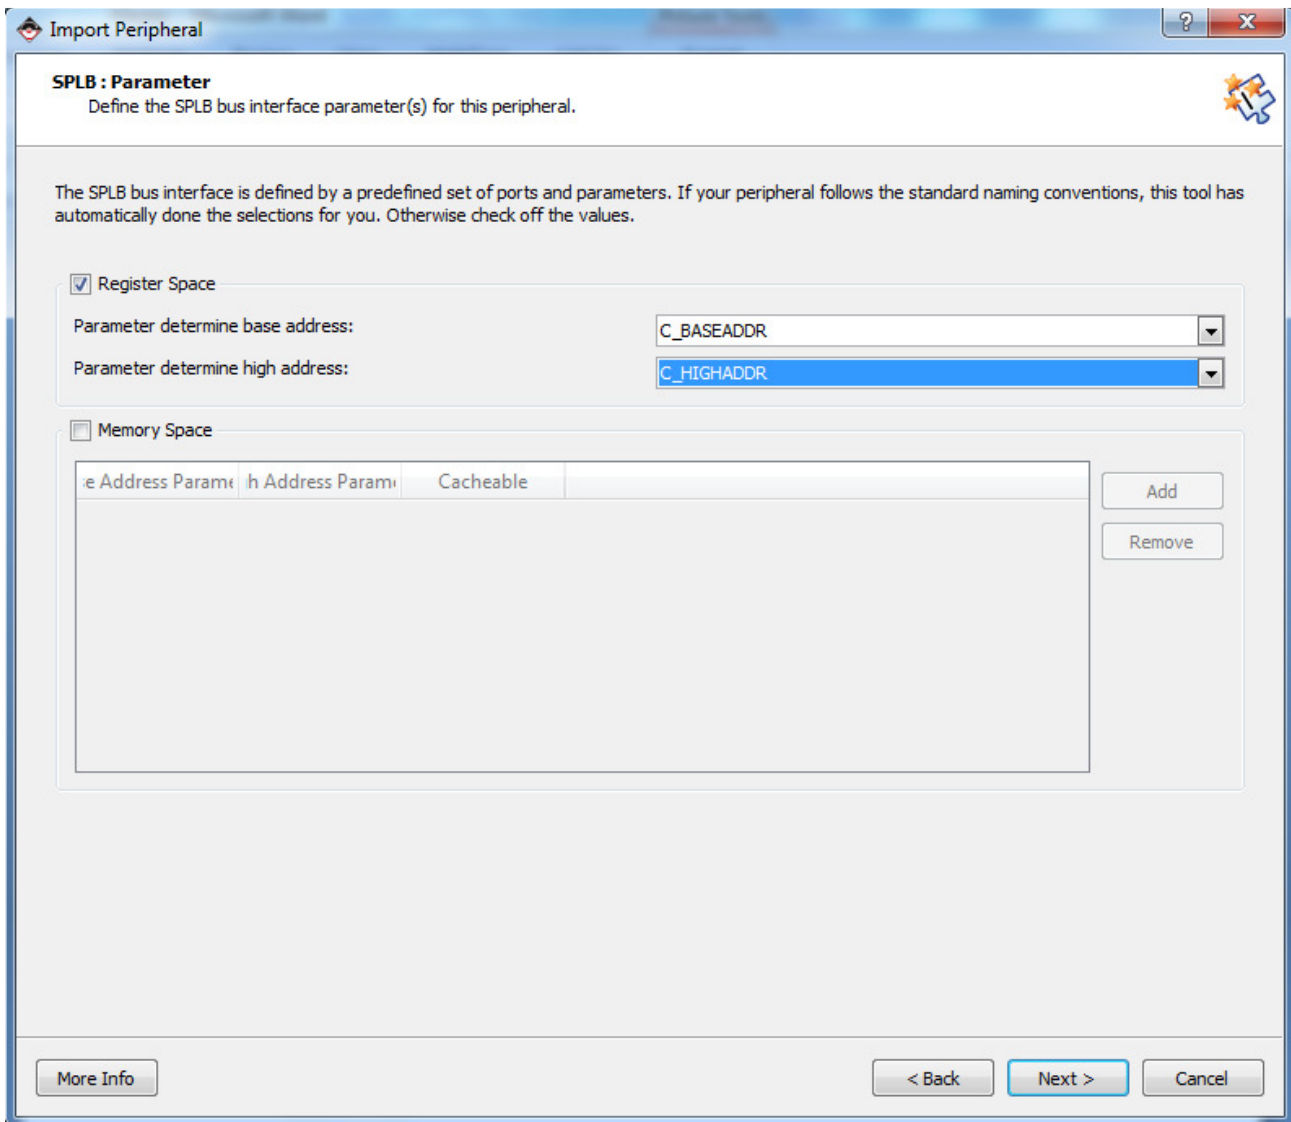 Import Peripheral
SPLB : Parameter
Define the SPLB bus interface parameter(s) for this peripheral.
The SPLB bus interface is defined by a predefined set of ports and parameters. If your peripheral follows the standard naming conventions, this tool has
automatically done the selections for you. Otherwise check off the values.
Register Space
Parameter determine base address: C_BASEADDR
Parameter determine high address: C_HIGHADDR
Memory Space
Address Cacheable
Add
Remove
More Info < Back Next > Cancel